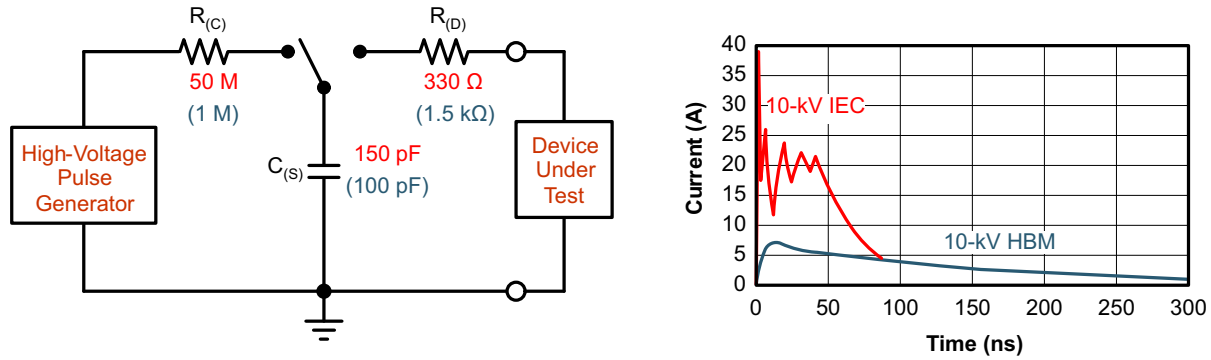 R(C)
50 M
(1 M)
R(D)
330 Ω
(1.5 kΩ)
High-Voltage
Pulse
Generator
C(S)
150 pF
(100 pF)
Device
Under
Test
Current (A)
40
35
30
25
20
15
10
5
0
10-kV IEC
10-kV HBM
0
50
100
150
200
250
300
Time (ns)